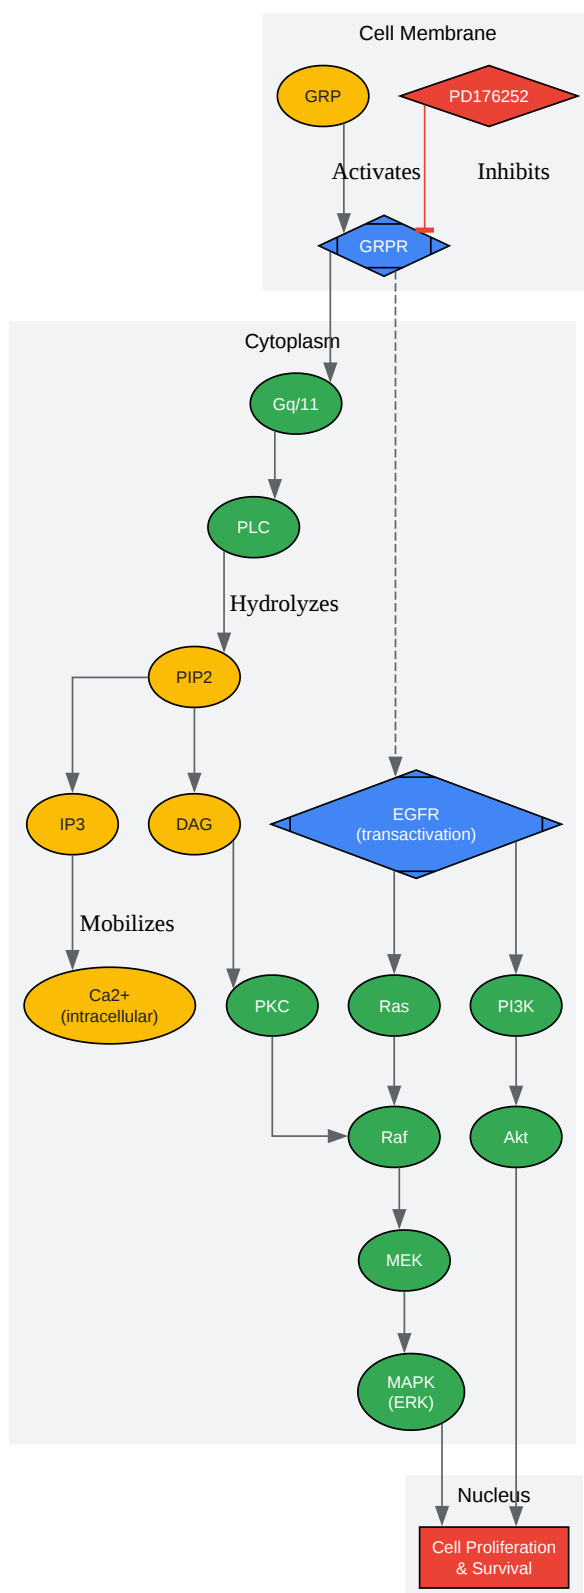 Cell Membrane
GRP
PD176252
Activates
Inhibits
GRPR
Cytoplasm
Gq/11
PLC
Hydrolyzes
PIP2
IP3
DAG
EGFR
(transactivation)
Mobilizes
Ca2+
(intracellular)
PKC
Ras
PI3K
Raf
Akt
MEK
MAPK
(ERK)
Nucleus
Cell Proliferation
& Survival